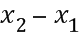 x₂ − x₁